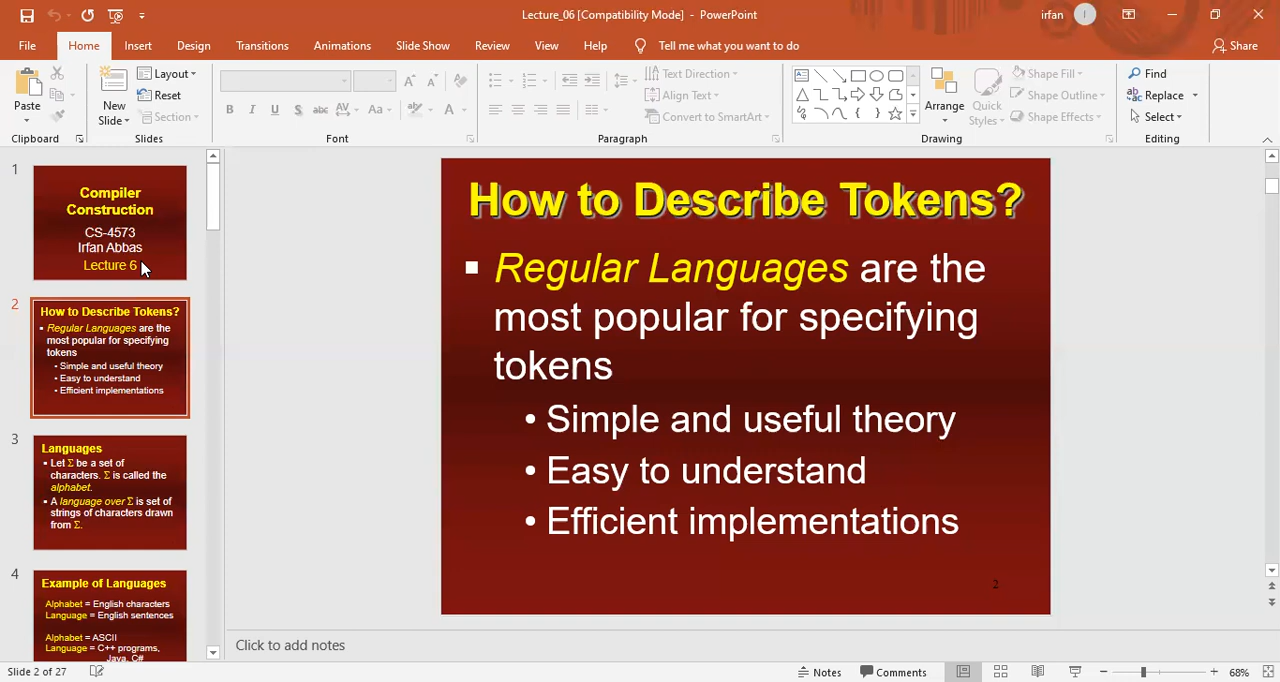 Lecture_06 [Compatibility Mode] - PowerPoint
irfan
I
File Home Insert Design Transitions Animations Slide Show Review View Help Tell me what you want to do Share
Paste
Clipboard
New
Slide
Layout
Reset
Section
Slides
B I U S abc AV Aa A
Font
Text Direction
Align Text
Convert to SmartArt
Paragraph
Arrange
Quick
Styles
Shape Fill
Shape Outline
Shape Effects
Drawing
Find
Replace
Select
Editing
1
Compiler
Construction
CS-4573
Irfan Abbas
Lecture 6
2
How to Describe Tokens?
Regular Languages are the
most popular for specifying
tokens
• Simple and useful theory
• Easy to understand
• Efficient implementations
3
Languages
Let Σ be a set of
characters. Σ is called the
alphabet.
A language over Σ is set of
strings of characters drawn
from Σ.
4
Example of Languages
Alphabet = English characters
Language = English sentences
Alphabet = ASCII
Language = C++ programs,
Java, C#
How to Describe Tokens?
Regular Languages are the
most popular for specifying
tokens
• Simple and useful theory
• Easy to understand
• Efficient implementations
2
Click to add notes
Slide 2 of 27
Notes
Comments
68%